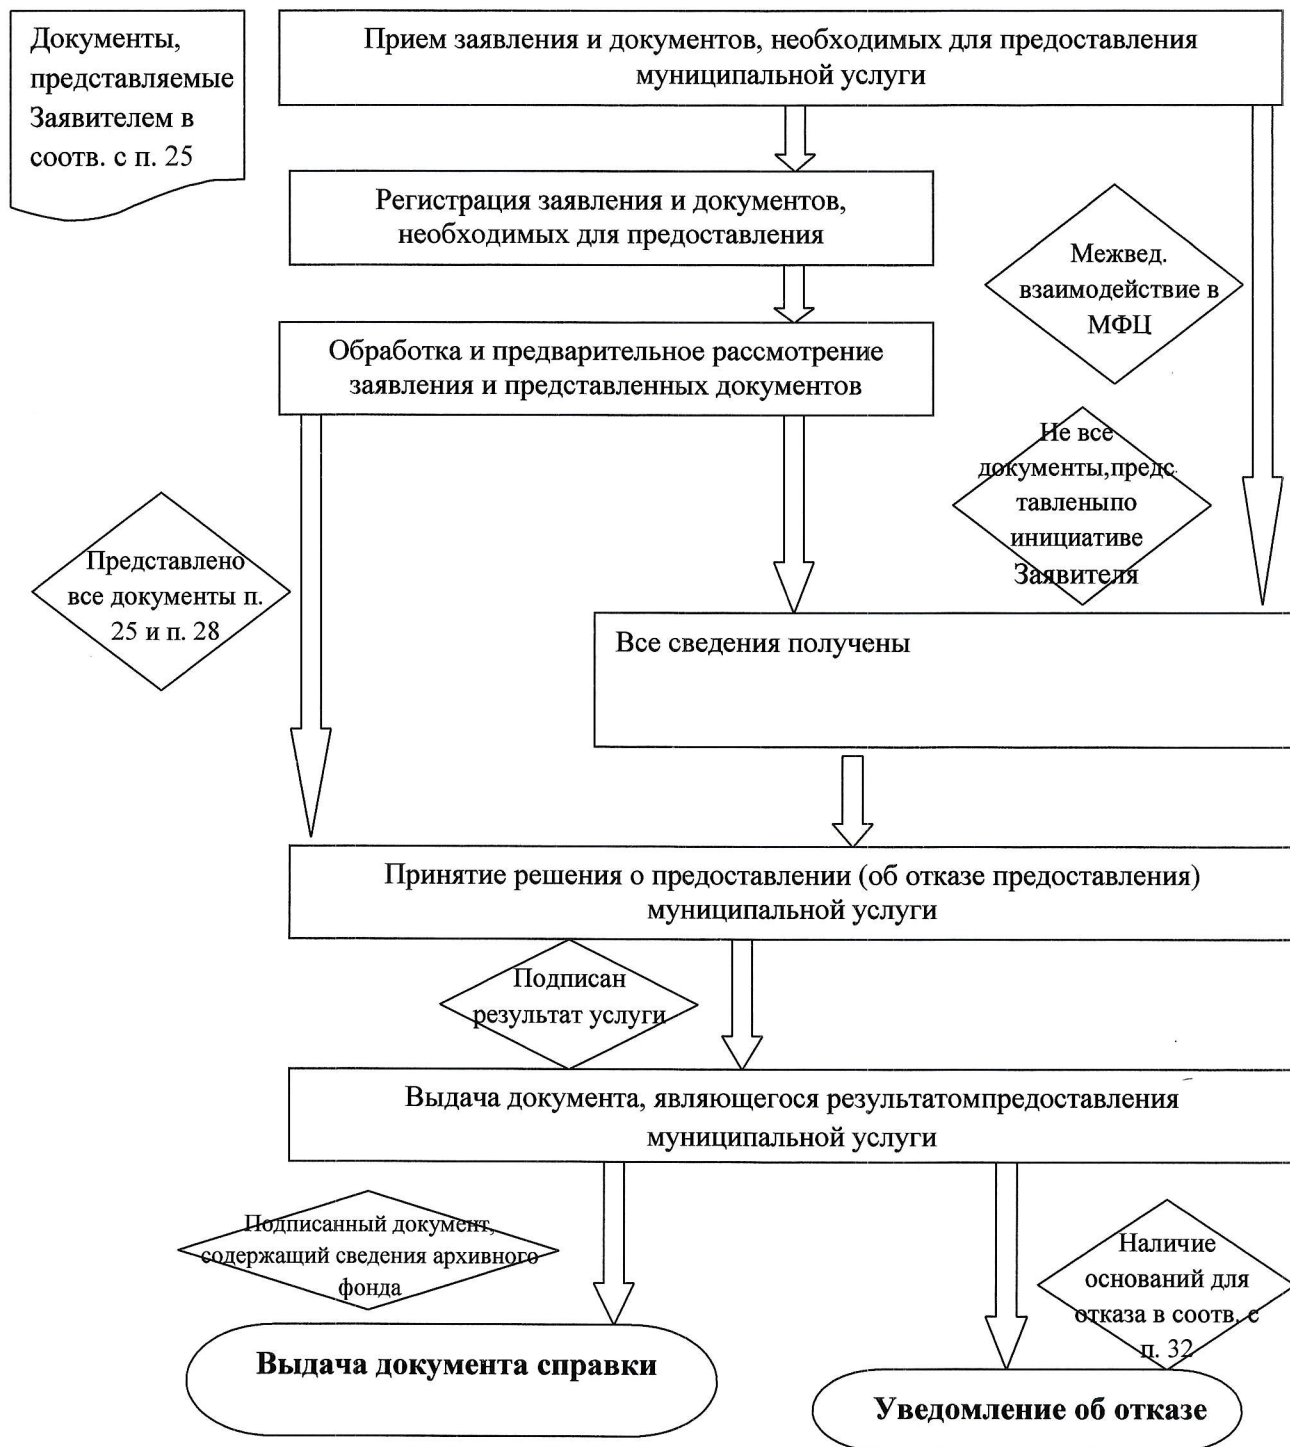 Документы,
представляемые
Заявителем в
соотв. с п. 25
Прием заявления и документов, необходимых для предоставления
муниципальной услуги
Регистрация заявления и документов,
необходимых для предоставления
Межвед.
взаимодействие в
МФЦ
Обработка и предварительное рассмотрение
заявления и представленных документов
Не все
документы,предс
тавленыпо
инициативе
Заявителя
Представлено
все документы п.
25 и п. 28
Все сведения получены
Принятие решения о предоставлении (об отказе предоставления)
муниципальной услуги
Подписан
результат услуги
Выдача документа, являющегося результатомпредоставления
муниципальной услуги
Подписанный документ,
содержащий сведения архивного
фонда
Наличие
оснований для
отказа в соотв. с
п. 32
Выдача документа справки
Уведомление об отказе